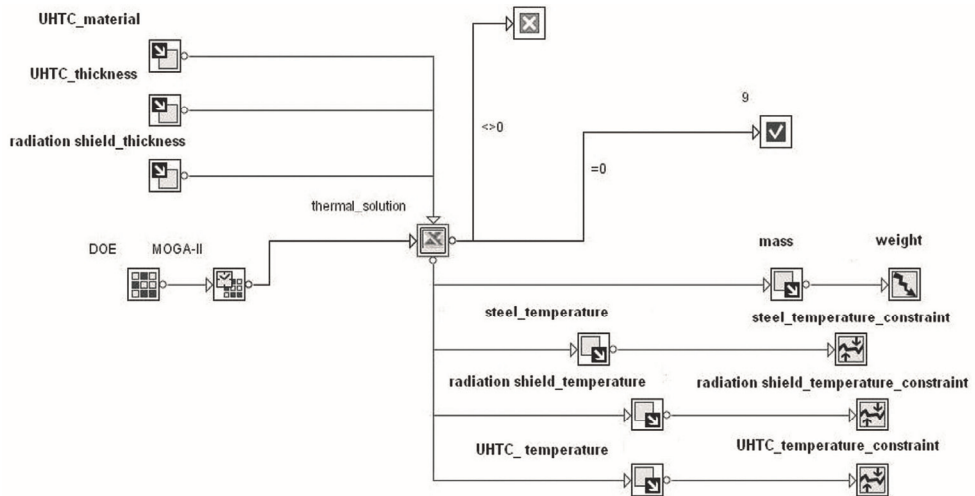 UHTC_material
UHTC_thickness
radiation shield_thickness
<>0
9
=0
thermal_solution
DOE MOGA-II
mass weight
steel_temperature steel_temperature_constraint
radiation shield_temperature radiation shield_temperature_constraint
UHTC_ temperature UHTC_temperature_constraint